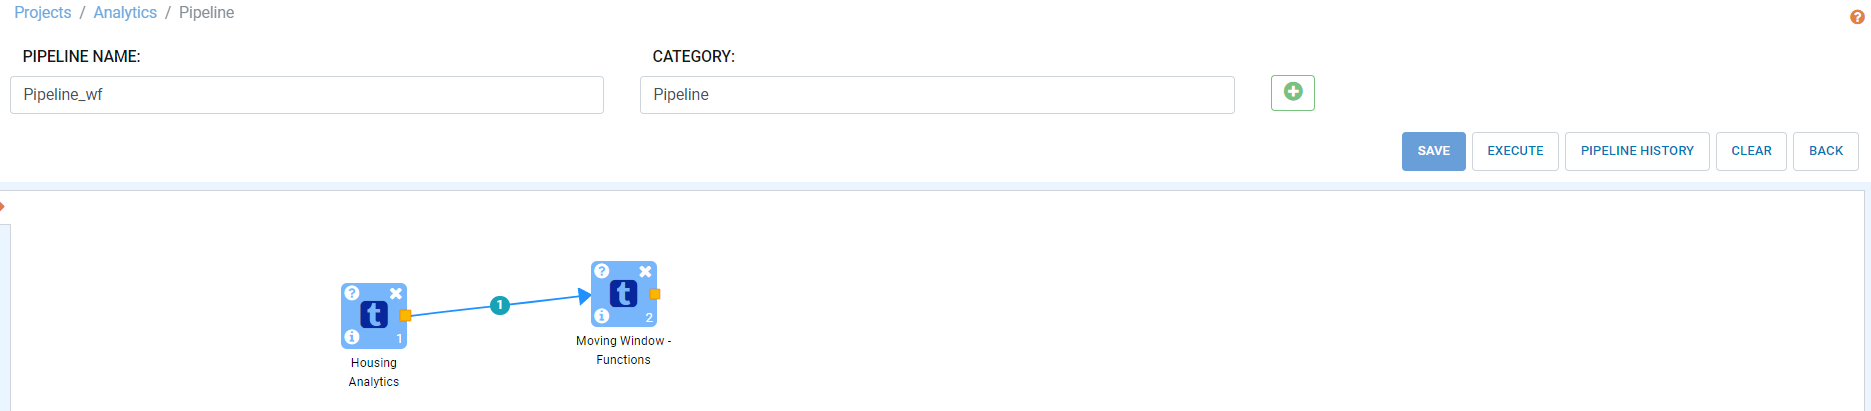 Projects / Analytics / Pipeline
?
PIPELINE NAME:
CATEGORY:
Pipeline_wf
Pipeline
SAVE
EXECUTE
PIPELINE HISTORY
CLEAR
BACK
?
t
i
2
Moving Window -
Functions
1
?
t
i
1
Housing
Analytics